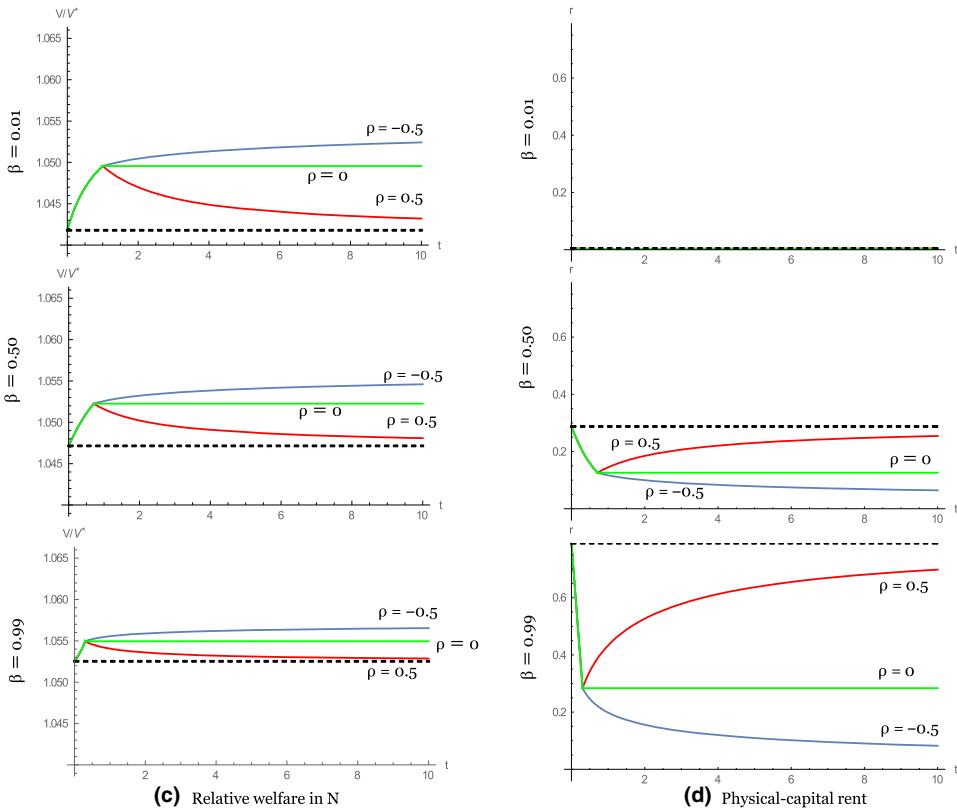 V/V*
1.065
1.060
1.055
1.050
1.045
β = 0.01
ρ = −0.5
ρ = 0
ρ = 0.5
2
4
6
8
10
t
r
0.6
0.4
0.2
β = 0.01
2
4
6
8
10
t
V/V*
1.065
1.060
1.055
1.050
1.045
β = 0.50
ρ = −0.5
ρ = 0
ρ = 0.5
2
4
6
8
10
t
r
0.6
0.4
0.2
β = 0.50
ρ = 0.5
ρ = 0
ρ = −0.5
2
4
6
8
10
t
V/V*
1.065
1.060
1.055
1.050
1.045
β = 0.99
ρ = −0.5
ρ = 0
ρ = 0.5
2
4
6
8
10
t
r
0.6
0.4
0.2
β = 0.99
ρ = 0.5
ρ = 0
ρ = −0.5
2
4
6
8
10
t
(c) Relative welfare in N
(d) Physical-capital rent